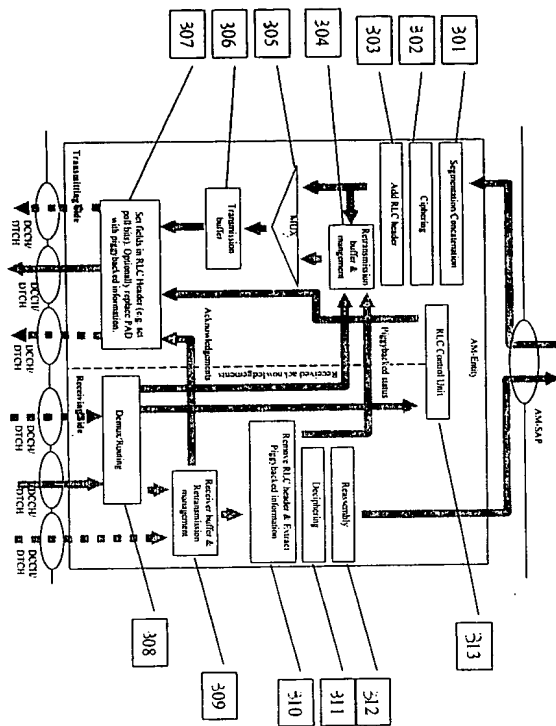 307
306
305
304
303
302
301
AM-SAP
AM-Entity
Segmentation/Concatenation
Ciphering
Add RLC header
Retransmission
buffer &
mangement
MUX
Transmission
buffer
Set fields in RLC Header (e.g. set
poll bits). Optionally replace PAD
with piggybacked information.
Transmitting Side
RLC Control Unit
Piggybacked status
Received acknowledgements
Acknowledgements
Reassembly
Deciphering
Remove RLC header & Extract
Piggybacked information
Receiver buffer &
Retransmission
management
Demux/Routing
Receiving Side
DCCH/
DTCH
DCCH/
DTCH
DCCH/
DTCH
DCCH/
DTCH
DCCH/
DTCH
DCCH/
DTCH
308
309
310
311
312
313